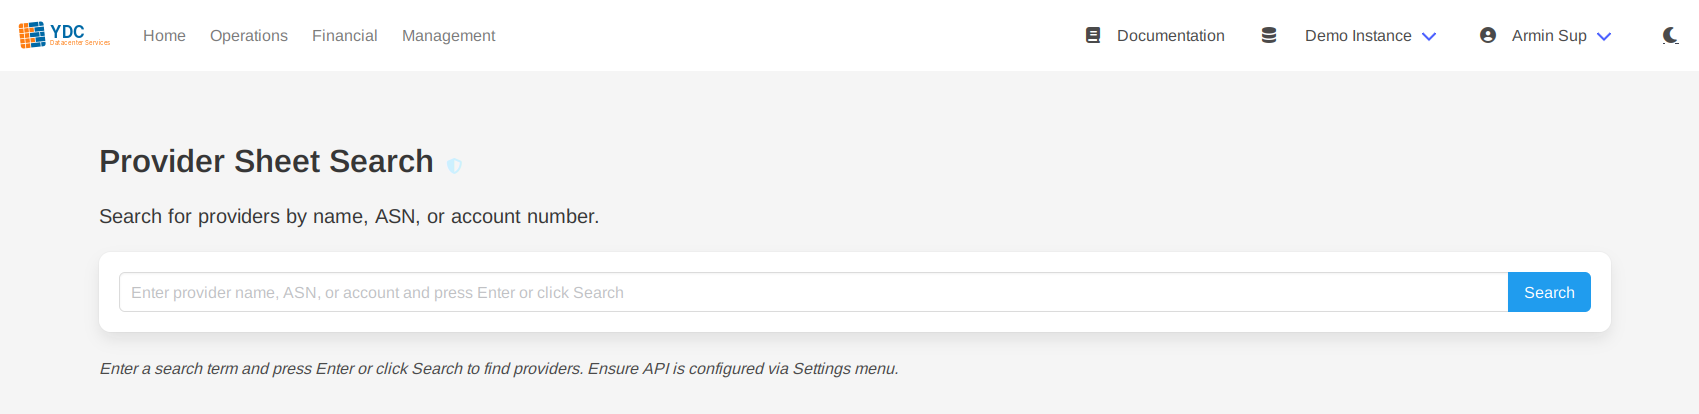 YDC
Datacenter Services
Home Operations Financial Management
Documentation Demo Instance Armin Sup
Provider Sheet Search
Search for providers by name, ASN, or account number.
Enter provider name, ASN, or account and press Enter or click Search
Search
Enter a search term and press Enter or click Search to find providers. Ensure API is configured via Settings menu.